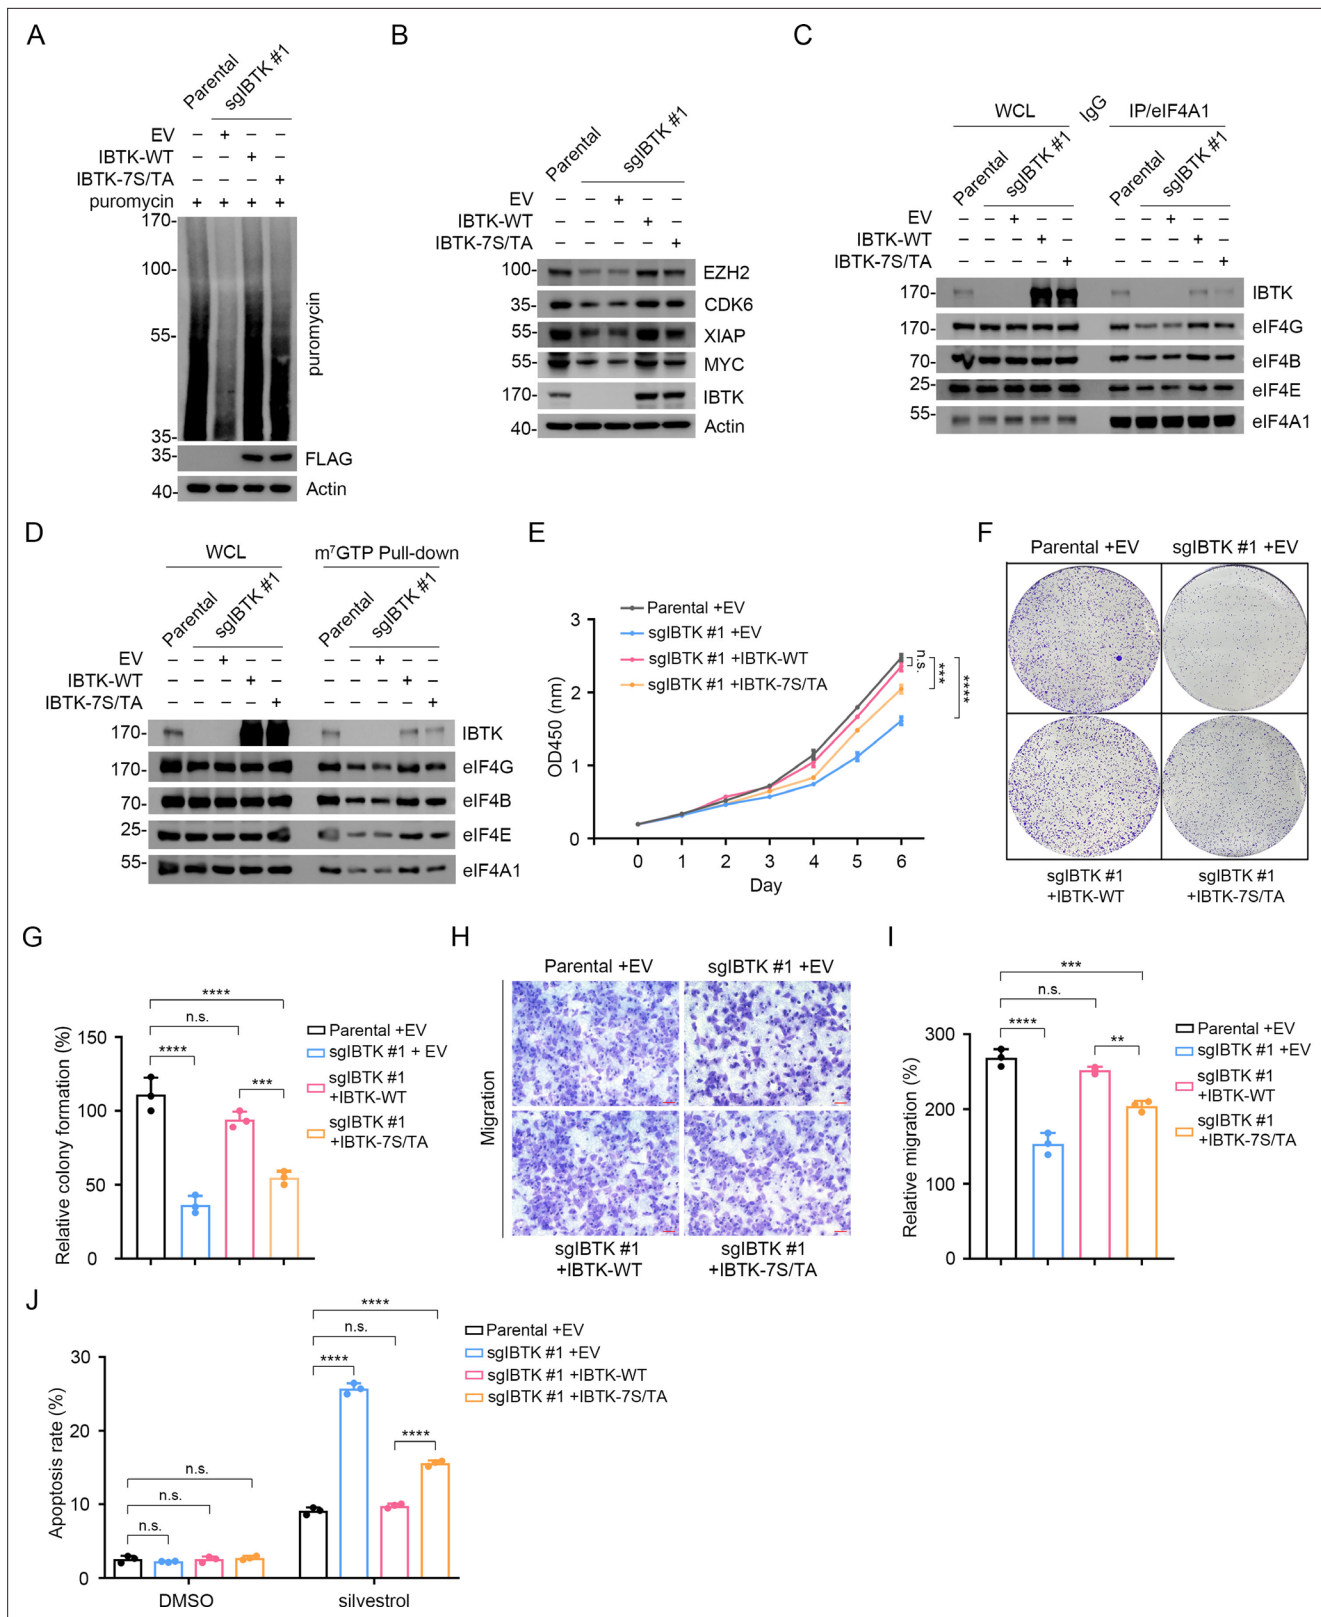 A
Parental
sgIBTK #1
EV − + − −
IBTK-WT − − + −
IBTK-7S/TA − − − +
puromycin + + + +
170-
100-
55-
35-
puromycin
35- FLAG
40- Actin
B
Parental
sgIBTK #1
EV − − + − −
IBTK-WT − − − + −
IBTK-7S/TA − − − − +
100- EZH2
35- CDK6
55- XIAP
55- MYC
170- IBTK
40- Actin
C
WCL IgG IP/eIF4A1
Parental sgIBTK #1 Parental sgIBTK #1
EV − − + − − − − + − −
IBTK-WT − − − + − − − − + −
IBTK-7S/TA − − − − + − − − − +
170- IBTK
170- eIF4G
70- eIF4B
25- eIF4E
55- eIF4A1
D
WCL m⁷GTP Pull-down
Parental sgIBTK #1 Parental sgIBTK #1
EV − − + − − − − + − −
IBTK-WT − − − + − − − − + −
IBTK-7S/TA − − − − + − − − − +
170- IBTK
170- eIF4G
70- eIF4B
25- eIF4E
55- eIF4A1
E
Parental +EV
sgIBTK #1 +EV
sgIBTK #1 +IBTK-WT
sgIBTK #1 +IBTK-7S/TA
n.s.
***
****
OD450 (nm)
3
2
1
0
0 1 2 3 4 5 6
Day
F
Parental +EV sgIBTK #1 +EV
sgIBTK #1 sgIBTK #1
+IBTK-WT +IBTK-7S/TA
G
****
n.s.
****
***
Relative colony formation (%)
150
100
50
0
Parental +EV
sgIBTK #1 + EV
sgIBTK #1
+IBTK-WT
sgIBTK #1
+IBTK-7S/TA
H
Parental +EV sgIBTK #1 +EV
Migration
sgIBTK #1 sgIBTK #1
+IBTK-WT +IBTK-7S/TA
I
***
n.s.
****
**
Relative migration (%)
300
200
100
0
Parental +EV
sgIBTK #1 +EV
sgIBTK #1
+IBTK-WT
sgIBTK #1
+IBTK-7S/TA
J
****
n.s.
****
****
n.s.
n.s.
n.s.
Apoptosis rate (%)
30
20
10
0
DMSO silvestrol
Parental +EV
sgIBTK #1 +EV
sgIBTK #1 +IBTK-WT
sgIBTK #1 +IBTK-7S/TA